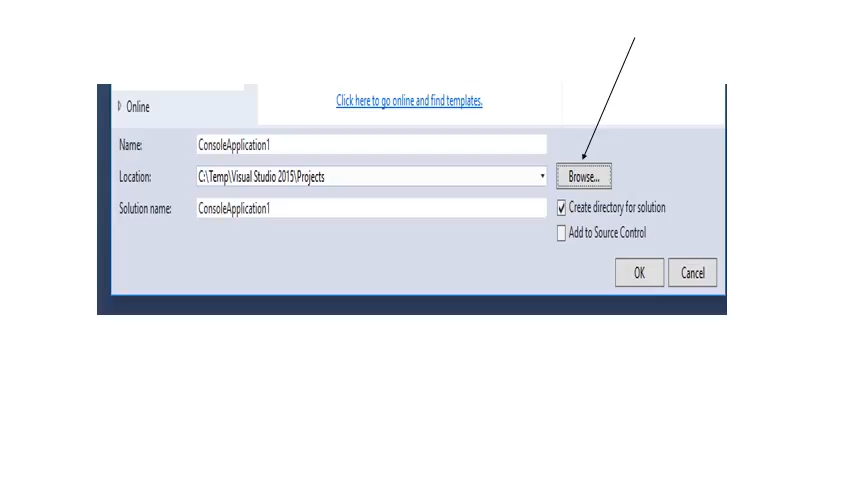 Online
Click here to go online and find templates.
Name: ConsoleApplication1
Location: C:\Temp\Visual Studio 2015\Projects Browse...
Solution name: ConsoleApplication1 Create directory for solution
Add to Source Control
OK Cancel